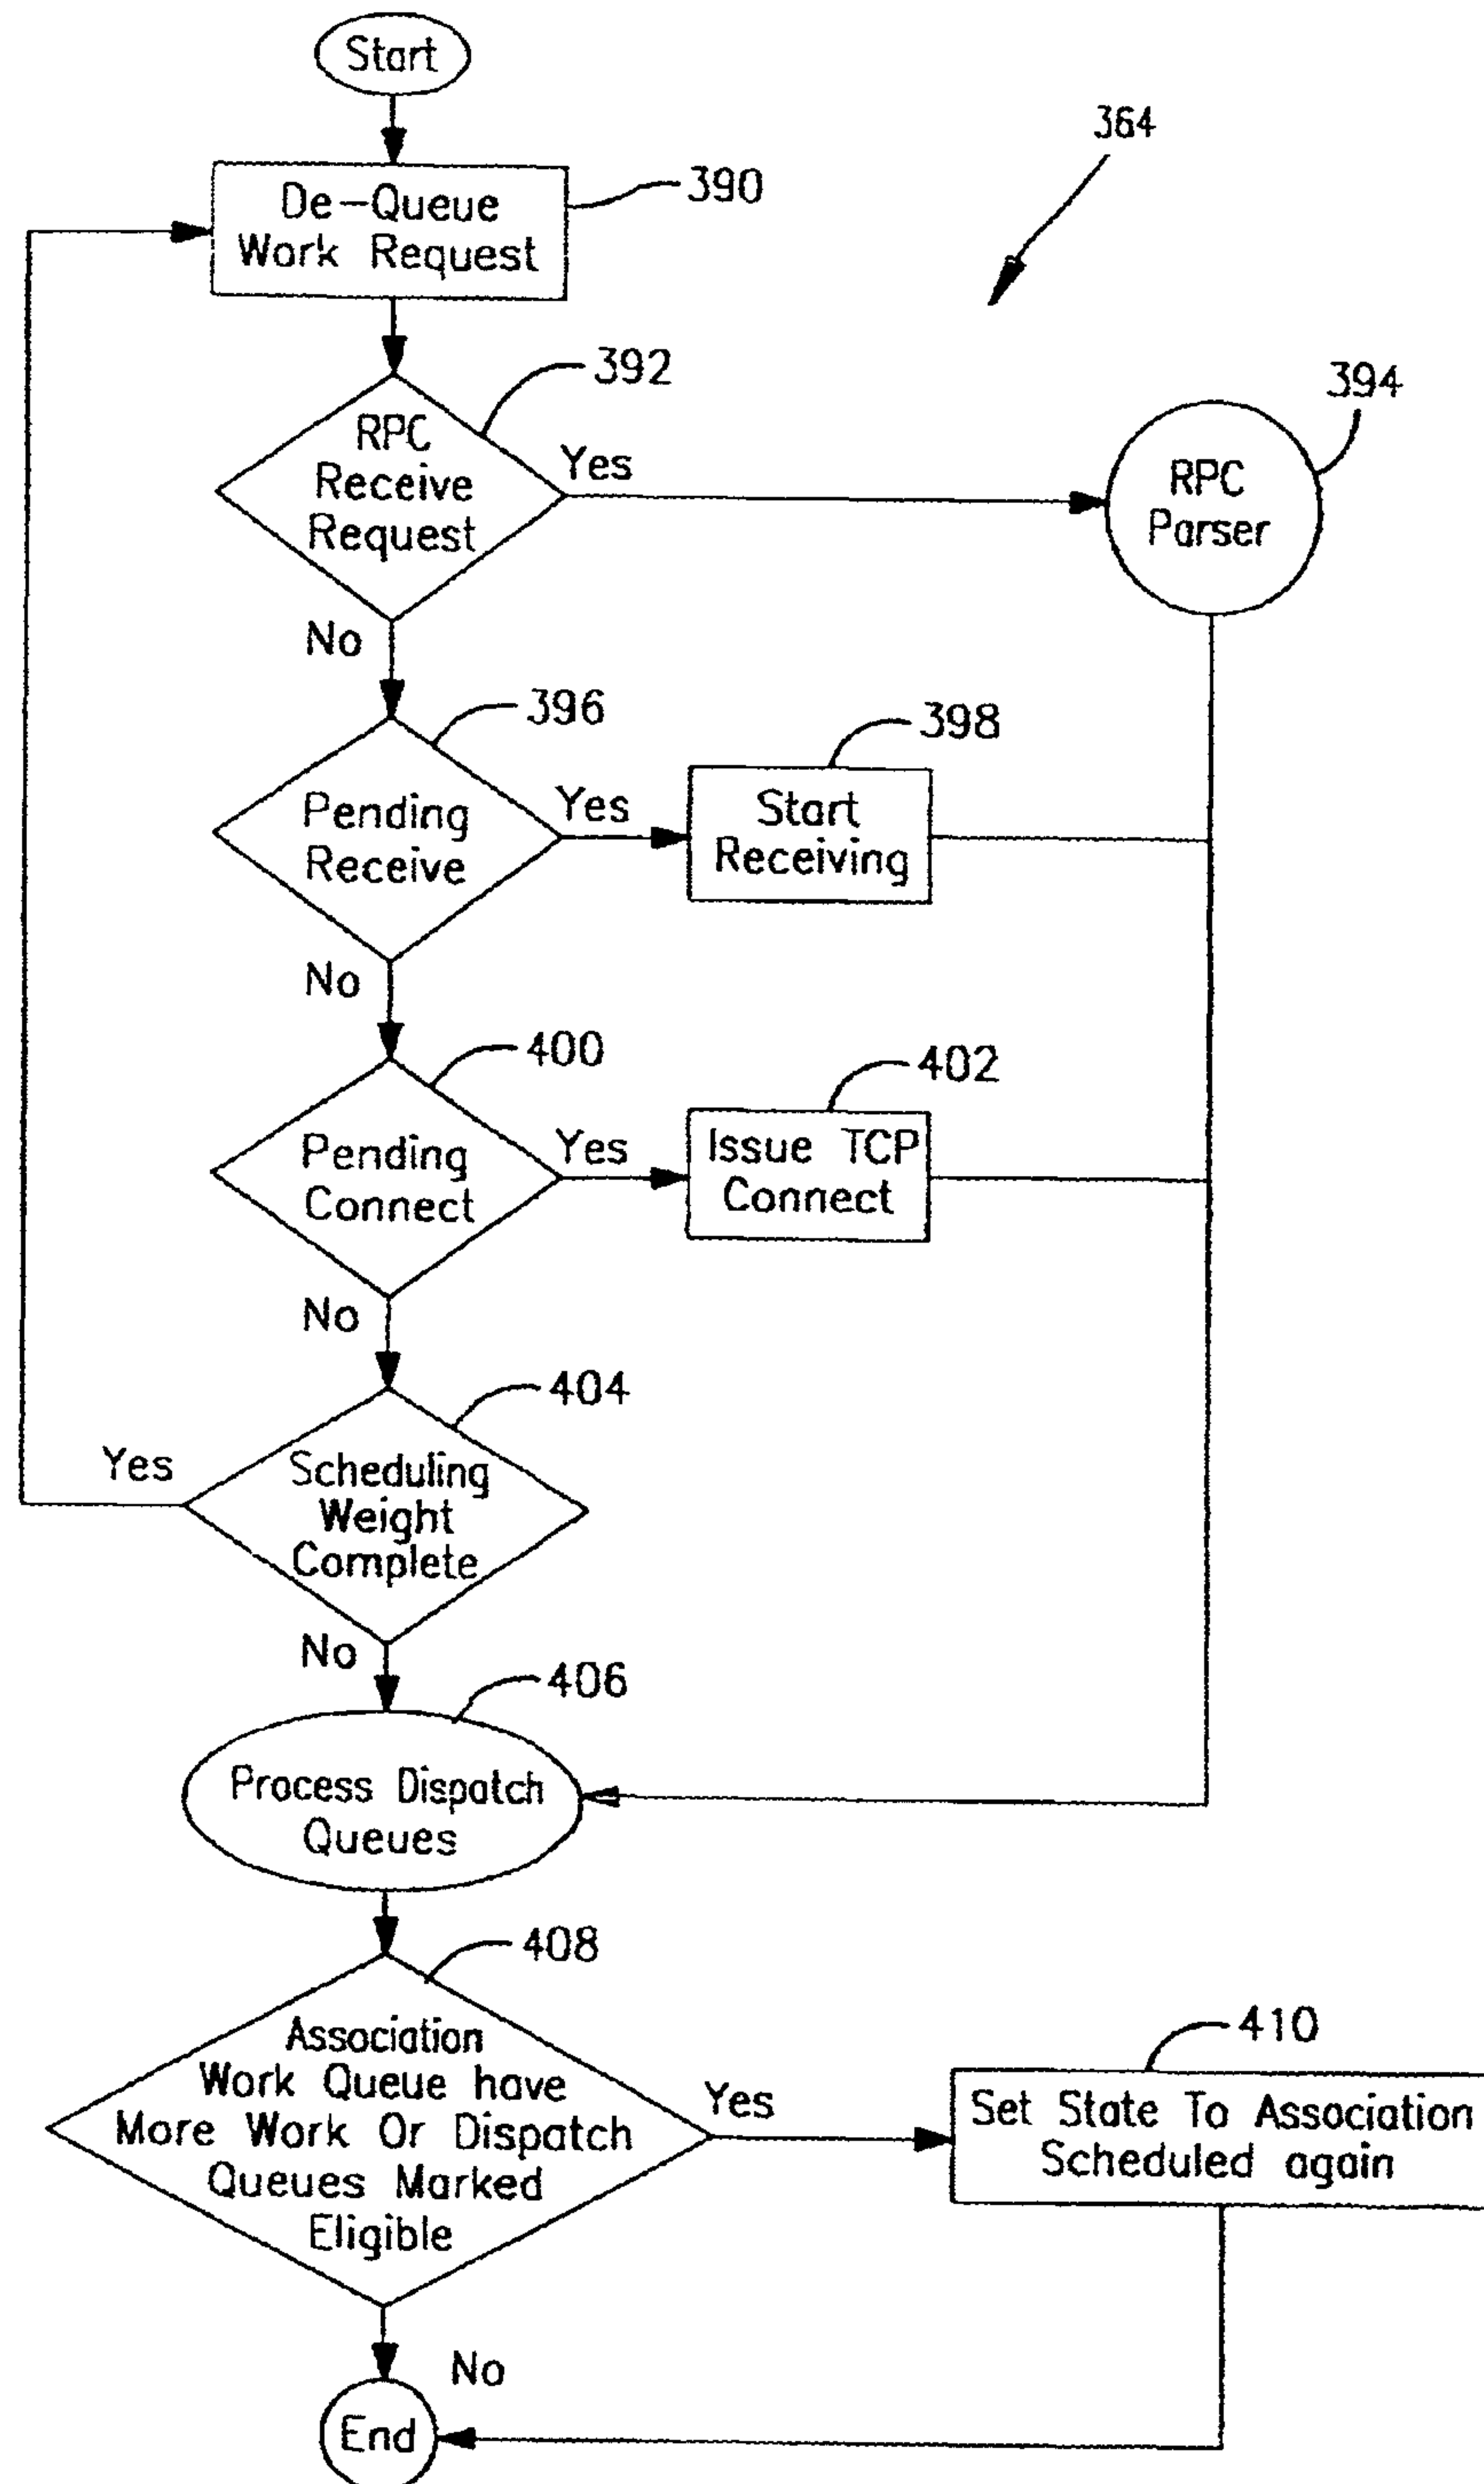 Start
364
De-Queue
Work Request
390
392
RPC
Receive
Request
Yes
394
RPC
Parser
No
396
Pending
Receive
Yes
398
Start
Receiving
No
400
Pending
Connect
Yes
402
Issue TCP
Connect
No
404
Scheduling
Weight
Complete
Yes
No
406
Process Dispatch
Queues
408
Association
Work Queue have
More Work Or Dispatch
Queues Marked
Eligible
Yes
410
Set State To Association
Scheduled again
No
End